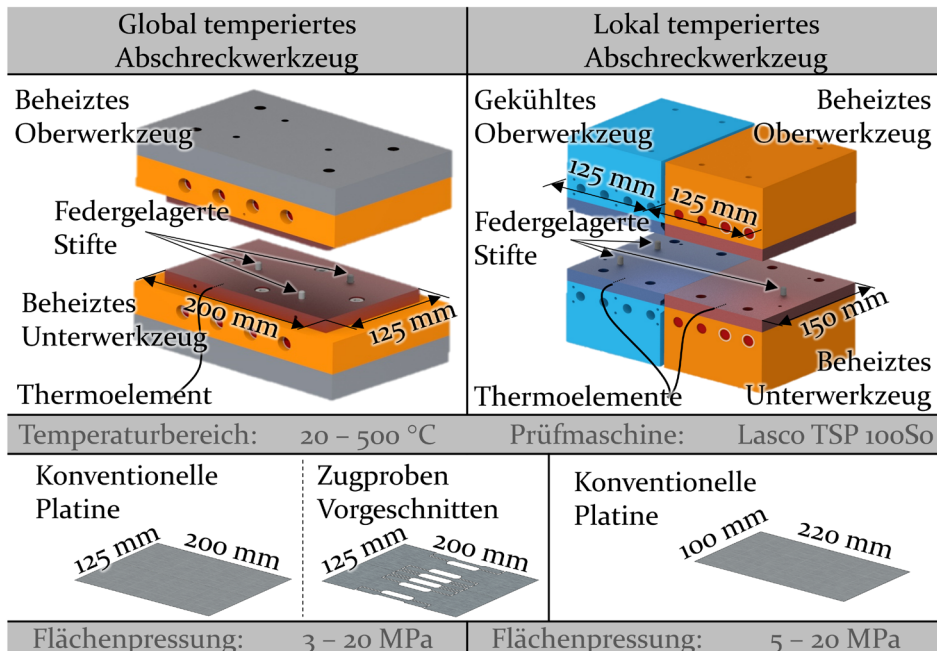 Global temperiertes
Abschreckwerkzeug
Lokal temperiertes
Abschreckwerkzeug
Beheiztes
Oberwerkzeug
Federgelagerte
Stifte
200 mm
125 mm
Beheiztes
Unterwerkzeug
Thermoelement
Gekühltes
Oberwerkzeug
Beheiztes
Oberwerkzeug
125 mm
125 mm
Federgelagerte
Stifte
150 mm
Thermoelemente
Beheiztes
Unterwerkzeug
Temperaturbereich: 20 – 500 °C
Prüfmaschine: Lasco TSP 100So
Konventionelle
Platine
125 mm
200 mm
Zugproben
Vorgeschnitten
125 mm
200 mm
Konventionelle
Platine
100 mm
220 mm
Flächenpressung: 3 – 20 MPa
Flächenpressung: 5 – 20 MPa